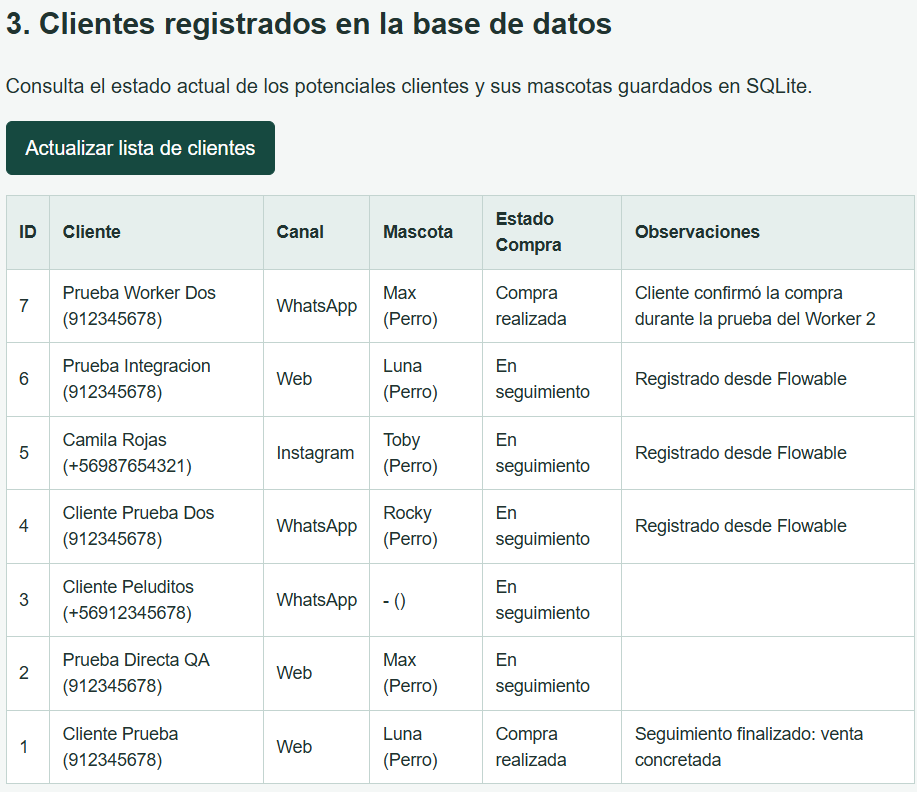 3. Clientes registrados en la base de datos
Consulta el estado actual de los potenciales clientes y sus mascotas guardados en SQLite.
Actualizar lista de clientes
ID Cliente Canal Mascota Estado Compra Observaciones
7 Prueba Worker Dos (912345678) WhatsApp Max (Perro) Compra realizada Cliente confirmó la compra durante la prueba del Worker 2
6 Prueba Integracion (912345678) Web Luna (Perro) En seguimiento Registrado desde Flowable
5 Camila Rojas (+56987654321) Instagram Toby (Perro) En seguimiento Registrado desde Flowable
4 Cliente Prueba Dos (912345678) WhatsApp Rocky (Perro) En seguimiento Registrado desde Flowable
3 Cliente Peluditos (+56912345678) WhatsApp - () En seguimiento
2 Prueba Directa QA (912345678) Web Max (Perro) En seguimiento
1 Cliente Prueba (912345678) Web Luna (Perro) Compra realizada Seguimiento finalizado: venta concretada